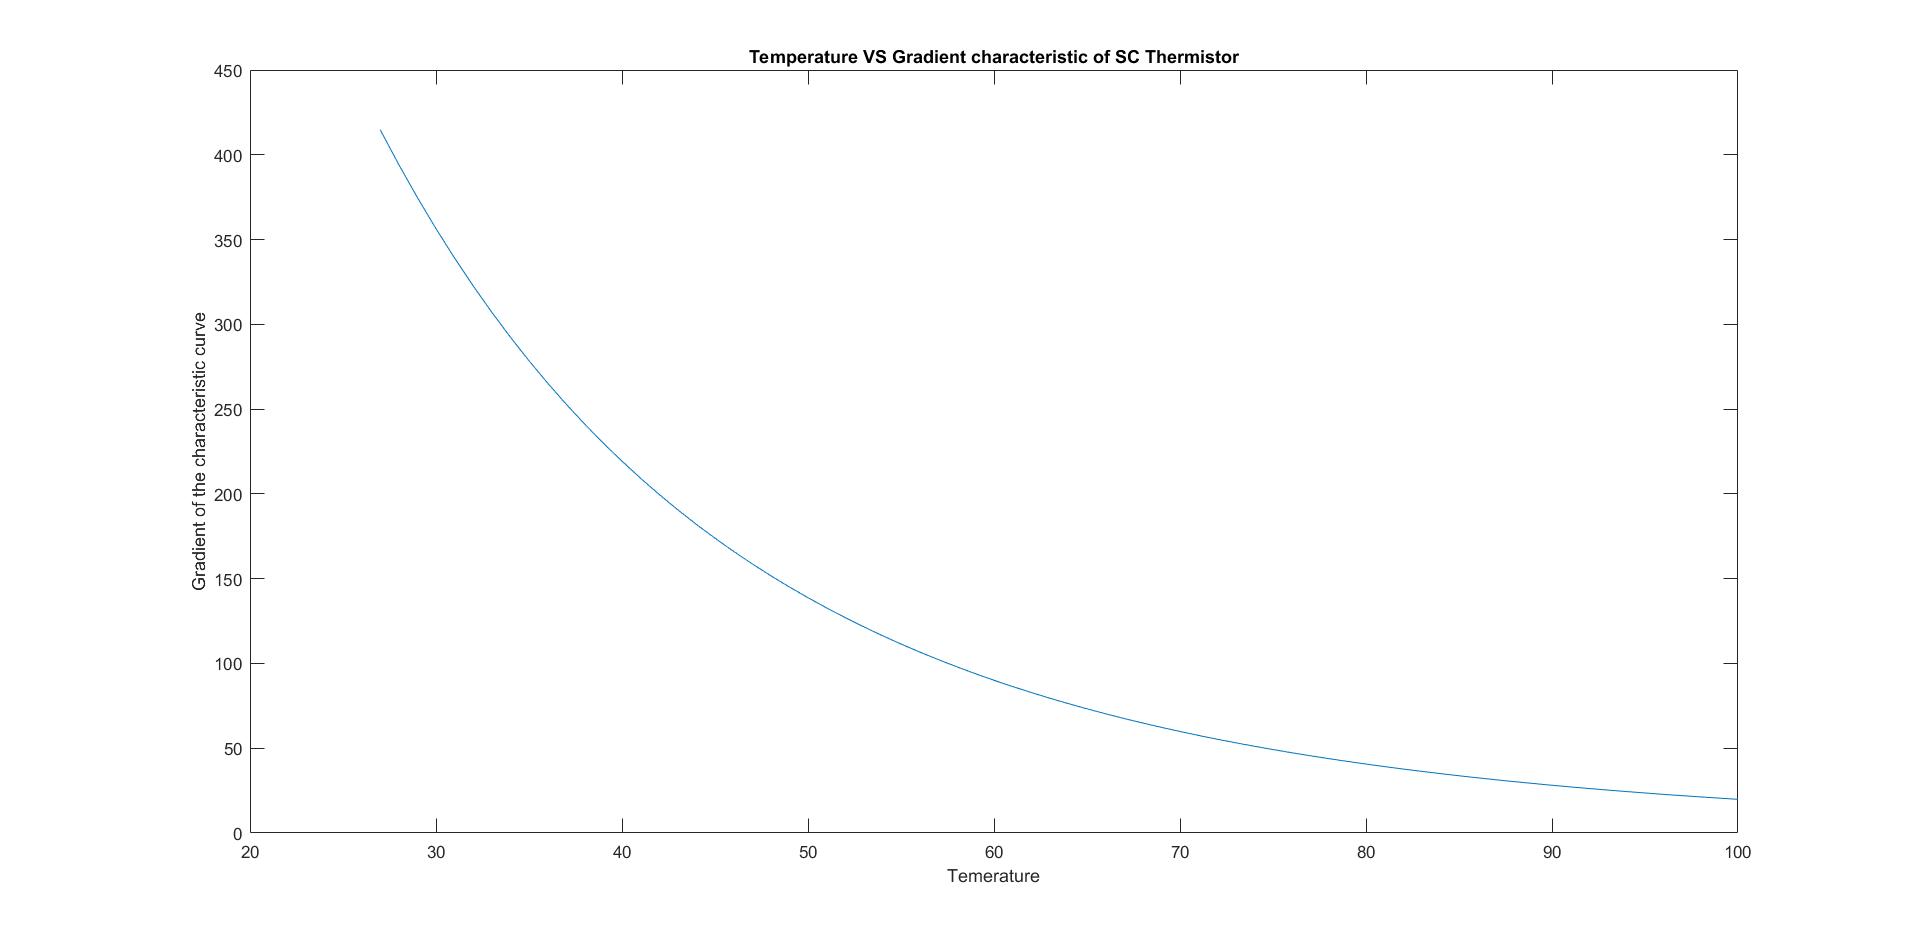 Temperature VS Gradient characteristic of SC Thermistor
450
400
350
300
250
200
150
100
50
0
Gradient of the characteristic curve
20 30 40 50 60 70 80 90 100
Temerature